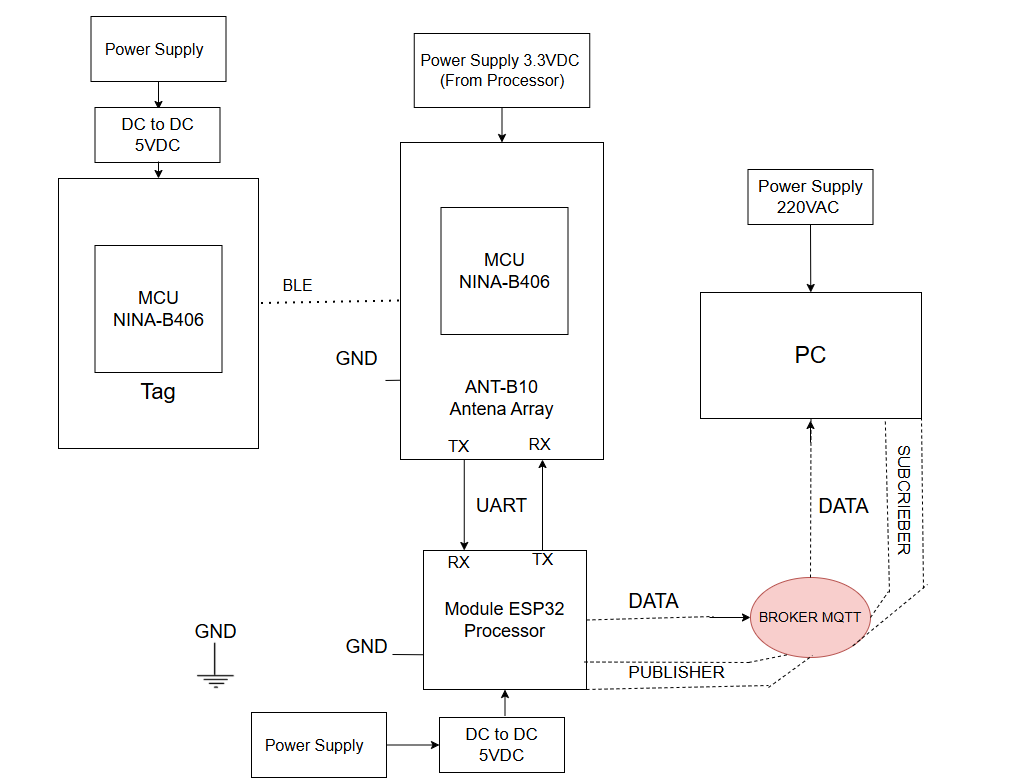 Power Supply
DC to DC
5VDC
MCU
NINA-B406
Tag
BLE
Power Supply 3.3VDC
(From Processor)
MCU
NINA-B406
GND
ANT-B10
Antena Array
TX
RX
UART
RX
TX
Module ESP32
Processor
GND
GND
Power Supply
DC to DC
5VDC
Power Supply
220VAC
PC
DATA
SUBCRIEBER
DATA
BROKER MQTT
PUBLISHER